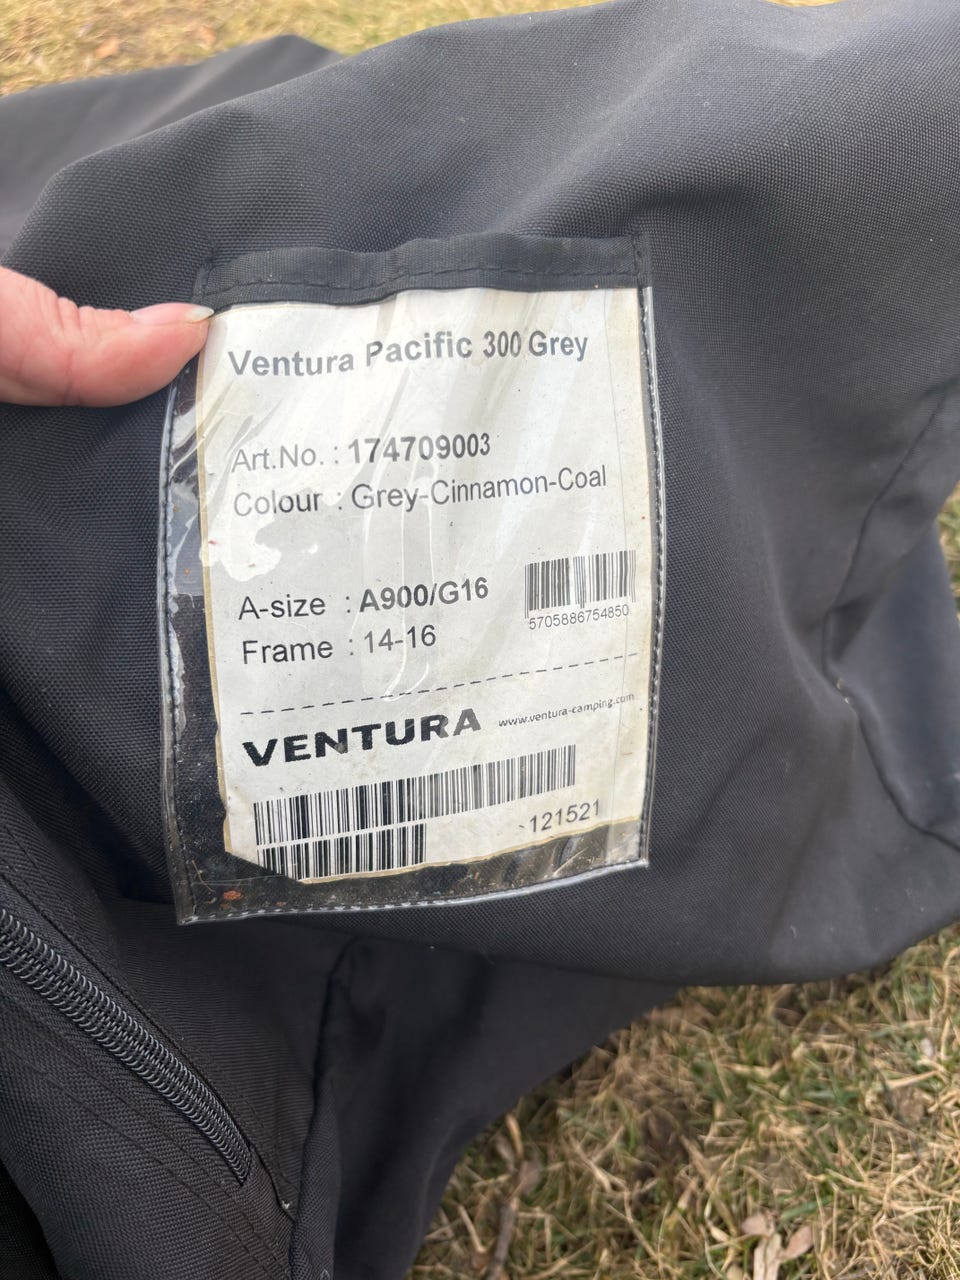 Ventura Pacific 300 Grey
Art.No. : 174709003
Colour : Grey-Cinnamon-Coal
A-size : A900/G16
Frame : 14-16
5705886754850
VENTURA www.ventura-camping.com
121521